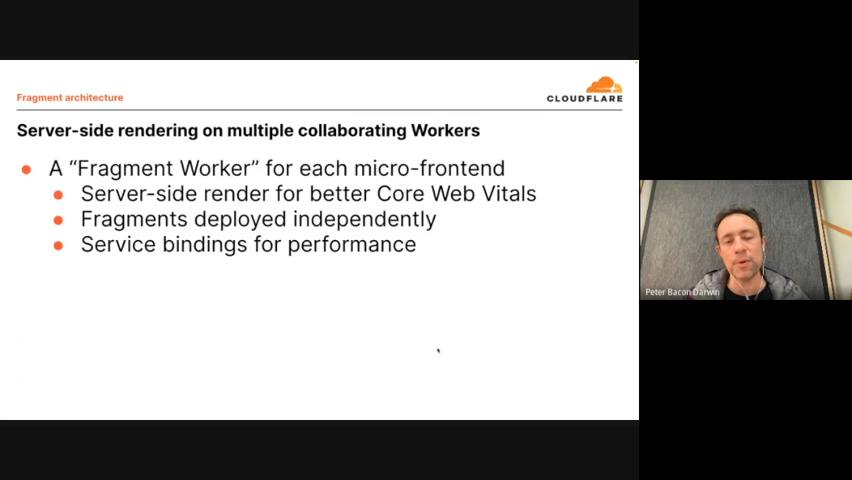 Fragment architecture
CLOUDFLARE
Server-side rendering on multiple collaborating Workers
A “Fragment Worker” for each micro-frontend
Server-side render for better Core Web Vitals
Fragments deployed independently
Service bindings for performance
Peter Bacon Darwin